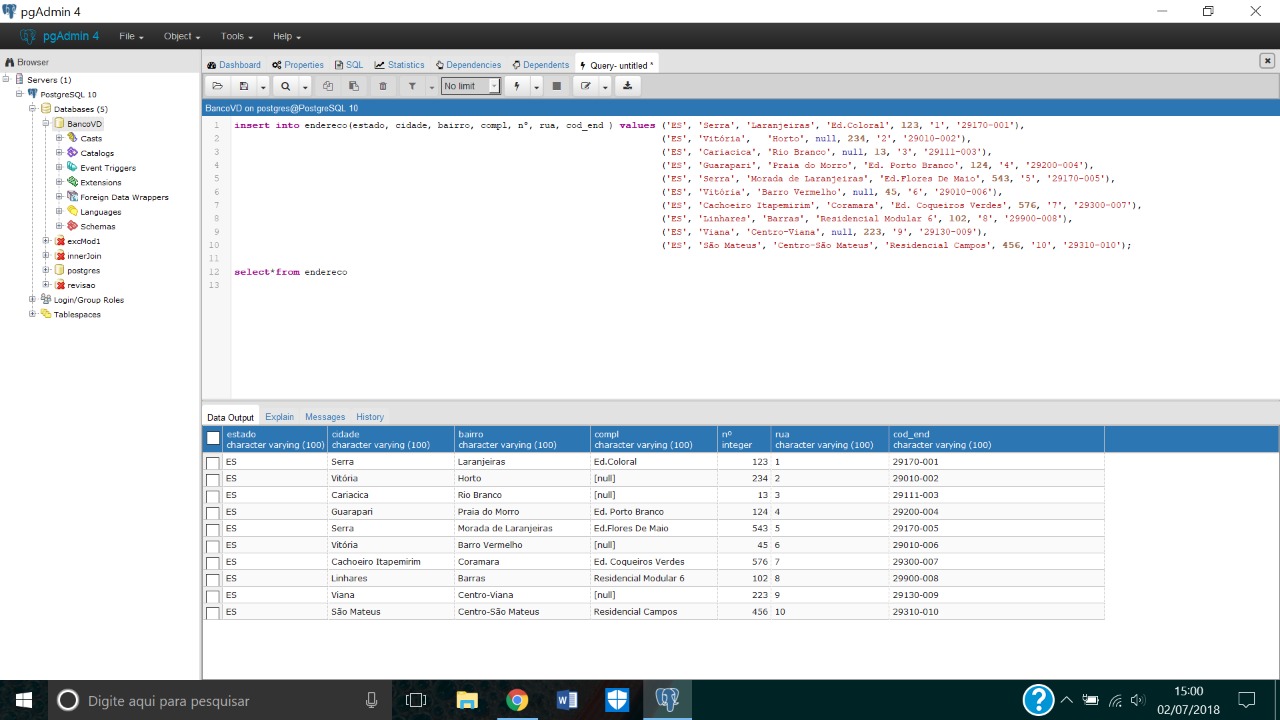 pgAdmin 4
pgAdmin 4 File Object Tools Help
Browser
Dashboard Properties SQL Statistics Dependencies Dependents Query- untitled *
Servers (1)
PostgreSQL 10
Databases (5)
BancoVD
Casts
Catalogs
Event Triggers
Extensions
Foreign Data Wrappers
Languages
Schemas
excMod1
innerJoin
postgres
revisao
Login/Group Roles
Tablespaces
No limit
BancoVD on postgres@PostgreSQL 10
1 insert into endereco(estado, cidade, bairro, compl, n°, rua, cod_end ) values ('ES', 'Serra', 'Laranjeiras', 'Ed.Coloral', 123, '1', '29170-001'),
2 ('ES', 'Vitória', 'Horto', null, 234, '2', '29010-002'),
3 ('ES', 'Cariacica', 'Rio Branco', null, 13, '3', '29111-003'),
4 ('ES', 'Guarapari', 'Praia do Morro', 'Ed. Porto Branco', 124, '4', '29200-004'),
5 ('ES', 'Serra', 'Morada de Laranjeiras', 'Ed.Flores De Maio', 543, '5', '29170-005'),
6 ('ES', 'Vitória', 'Barro Vermelho', null, 45, '6', '29010-006'),
7 ('ES', 'Cachoeiro Itapemirim', 'Coramara', 'Ed. Coqueiros Verdes', 576, '7', '29300-007'),
8 ('ES', 'Linhares', 'Barras', 'Residencial Modular 6', 102, '8', '29900-008'),
9 ('ES', 'Viana', 'Centro-Viana', null, 223, '9', '29130-009'),
10 ('ES', 'São Mateus', 'Centro-São Mateus', 'Residencial Campos', 456, '10', '29310-010');
11
12 select*from endereco
13
Data Output Explain Messages History
estado cidade bairro compl nº rua cod_end
character varying (100) character varying (100) character varying (100) character varying (100) integer character varying (100) character varying (100)
ES Serra Laranjeiras Ed.Coloral 123 1 29170-001
ES Vitória Horto [null] 234 2 29010-002
ES Cariacica Rio Branco [null] 13 3 29111-003
ES Guarapari Praia do Morro Ed. Porto Branco 124 4 29200-004
ES Serra Morada de Laranjeiras Ed.Flores De Maio 543 5 29170-005
ES Vitória Barro Vermelho [null] 45 6 29010-006
ES Cachoeiro Itapemirim Coramara Ed. Coqueiros Verdes 576 7 29300-007
ES Linhares Barras Residencial Modular 6 102 8 29900-008
ES Viana Centro-Viana [null] 223 9 29130-009
ES São Mateus Centro-São Mateus Residencial Campos 456 10 29310-010
Digite aqui para pesquisar
15:00
02/07/2018